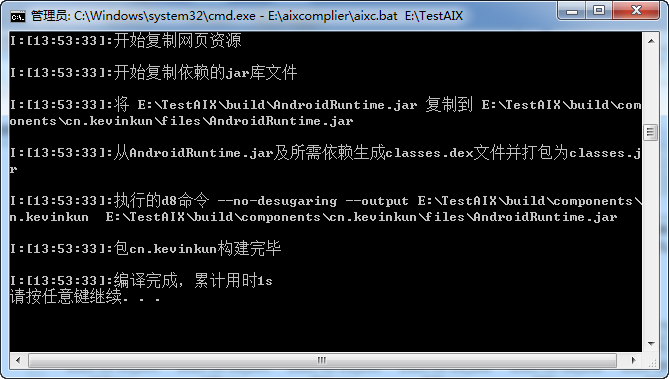 管理员: C:\Windows\system32\cmd.exe - E:\aixcomplier\aixc.bat  E:\TestAIX
I:[13:53:33]:开始复制网页资源
I:[13:53:33]:开始复制依赖的jar库文件
I:[13:53:33]:将 E:\TestAIX\build\AndroidRuntime.jar 复制到 E:\TestAIX\build\com
onents\cn.kevinkun\files\AndroidRuntime.jar
I:[13:53:33]:从AndroidRuntime.jar及所需依赖生成classes.dex文件并打包为classes.j
r
I:[13:53:33]:执行的d8命令 --no-desugaring --output E:\TestAIX\build\components\
n.kevinkun  E:\TestAIX\build\components\cn.kevinkun\files\AndroidRuntime.jar
I:[13:53:33]:包cn.kevinkun构建完毕
I:[13:53:33]:编译完成，累计用时1s
请按任意键继续. . .